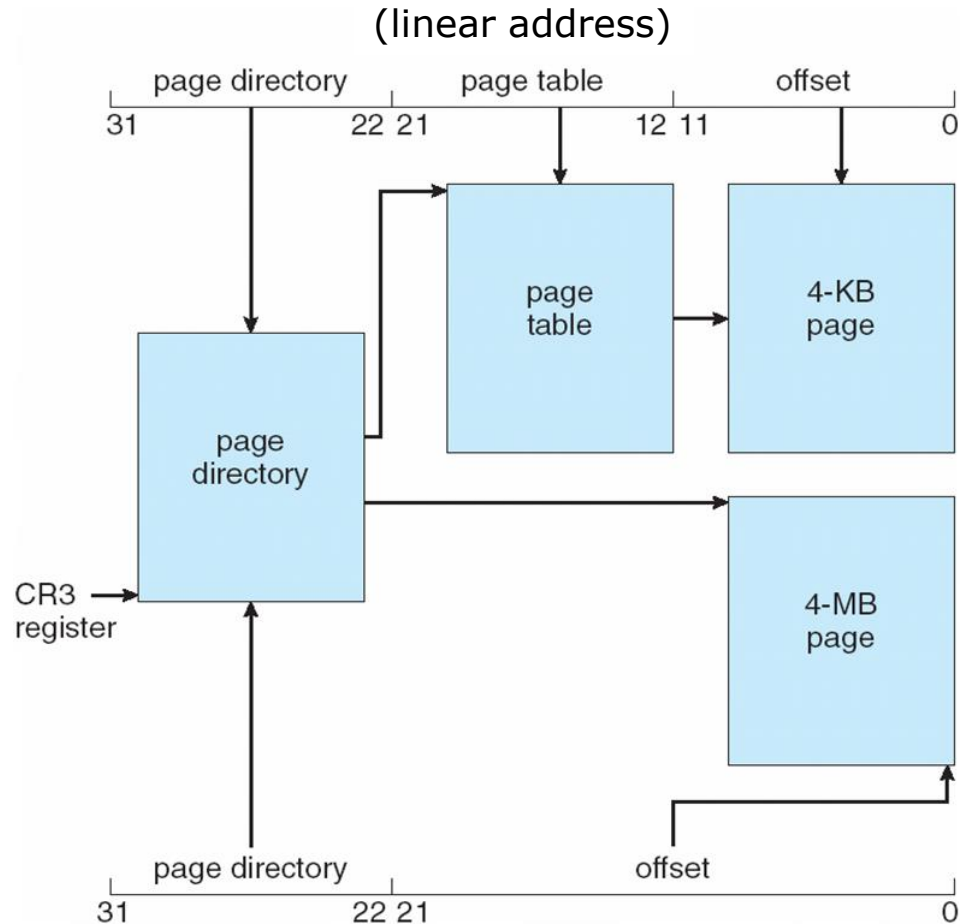 (linear address)
page directory page table offset
31 22 21 12 11 0
page
table
4-KB
page
page
directory
CR3
register
4-MB
page
page directory offset
31 22 21 0